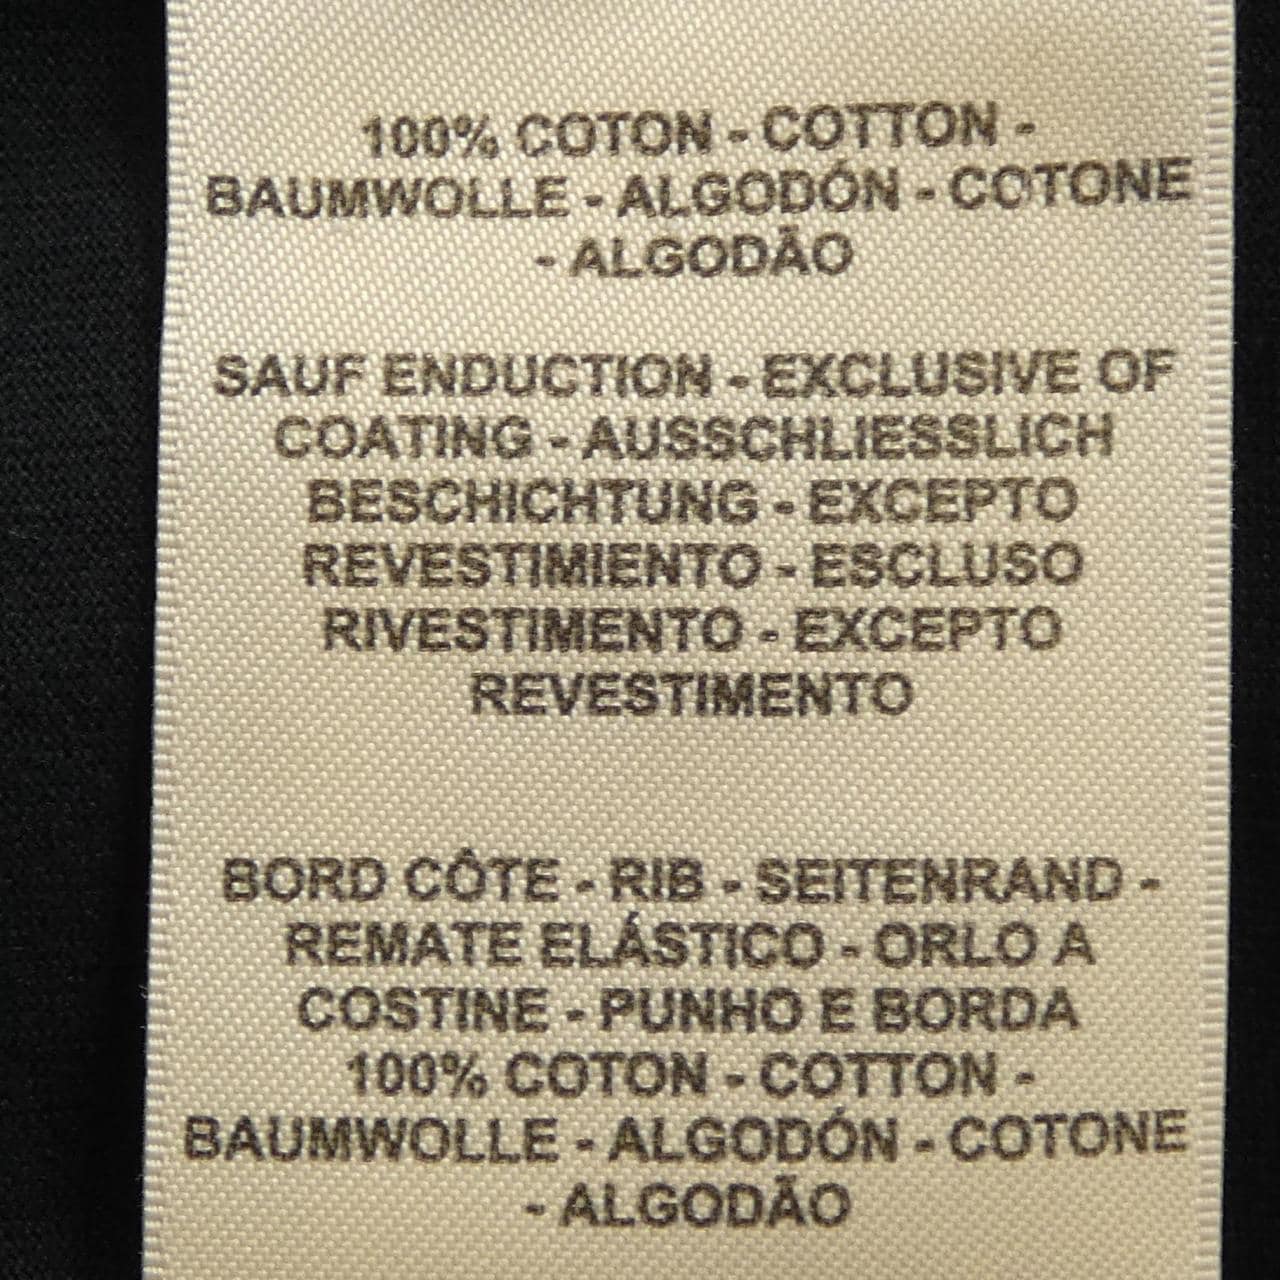 100% COTON - COTTON -
BAUMWOLLE - ALGODÓN - COTONE
- ALGODÃO
SAUF ENDUCTION - EXCLUSIVE OF
COATING - AUSSCHLIESSLICH
BESCHICHTUNG - EXCEPTO
REVESTIMIENTO - ESCLUSO
RIVESTIMENTO - EXCEPTO
REVESTIMENTO
BORD CÔTE - RIB - SEITENRAND -
REMATE ELÁSTICO - ORLO A
COSTINE - PUNHO E BORDA
100% COTON - COTTON -
BAUMWOLLE - ALGODÓN - COTONE
- ALGODÃO